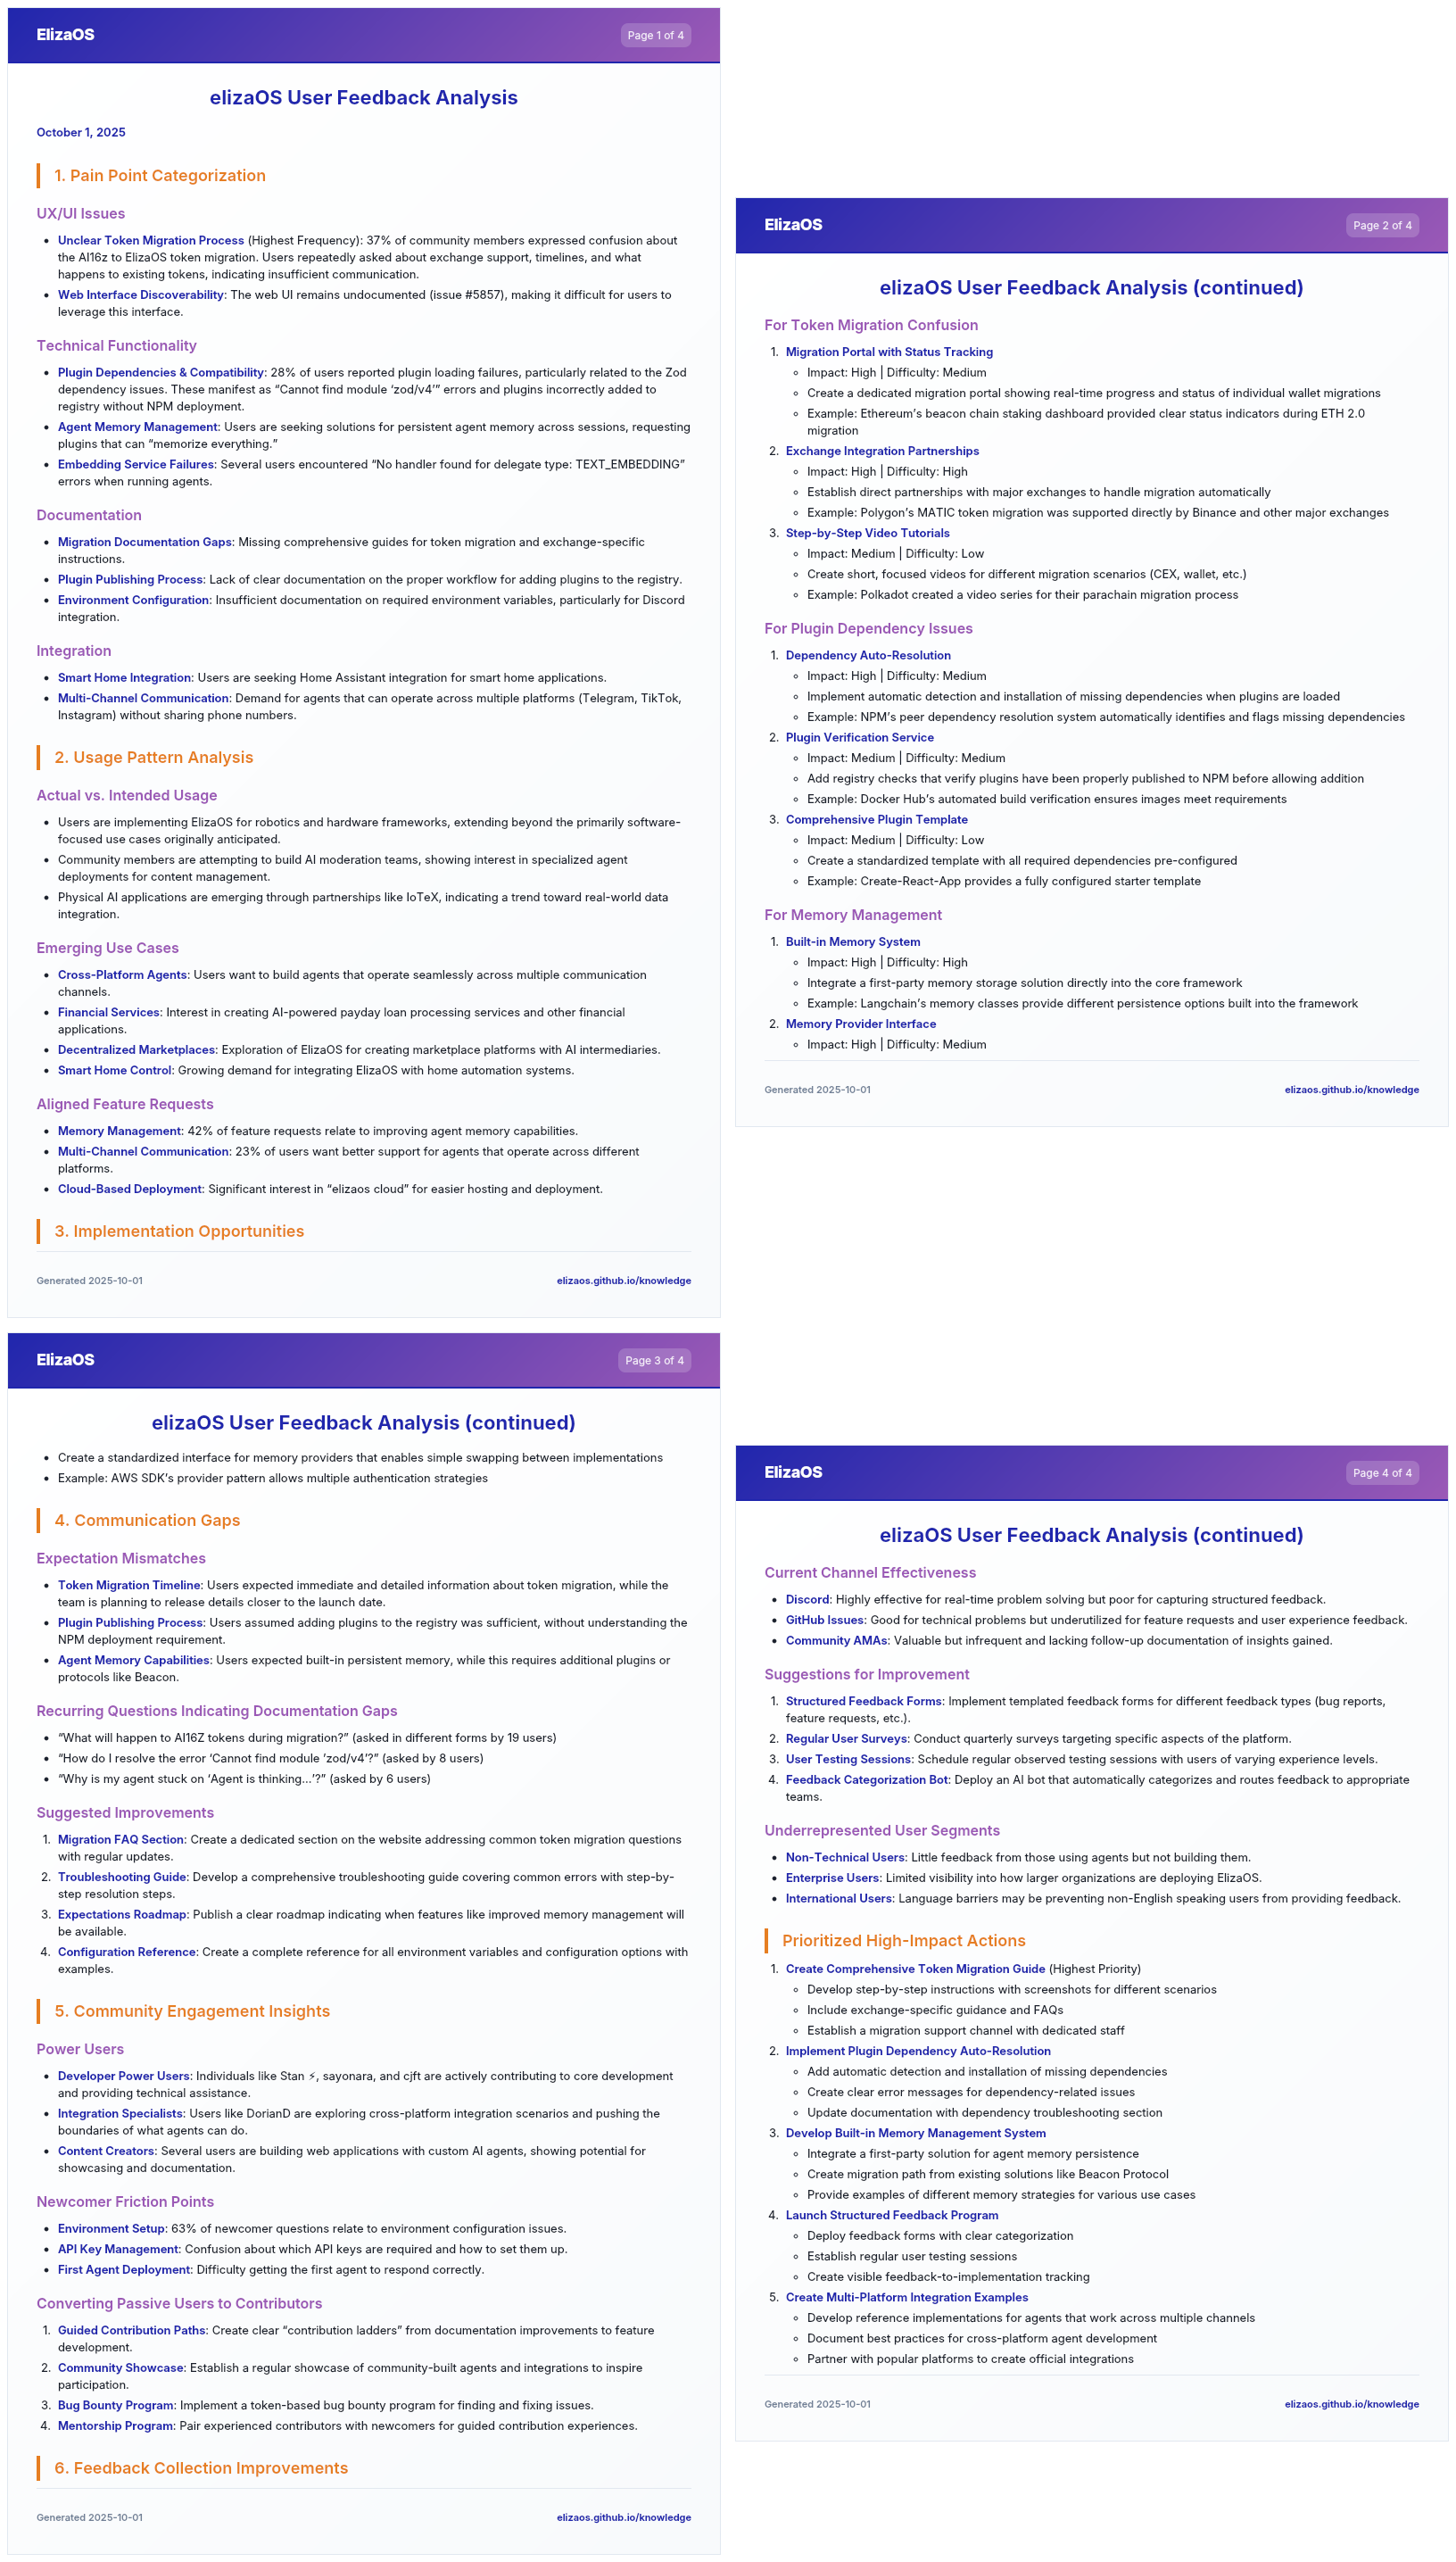 ElizaOS
Page 1 of 4
elizaOS User Feedback Analysis
October 1, 2025
1. Pain Point Categorization
UX/UI Issues
• Unclear Token Migration Process (Highest Frequency): 37% of community members expressed confusion about
the AI16z to ElizaOS token migration. Users repeatedly asked about exchange support, timelines, and what
happens to existing tokens, indicating insufficient communication.
• Web Interface Discoverability: The web UI remains undocumented (issue #5857), making it difficult for users to
leverage this interface.
Technical Functionality
• Plugin Dependencies & Compatibility: 28% of users reported plugin loading failures, particularly related to the Zod
dependency issues. These manifest as “Cannot find module ‘zod/v4’” errors and plugins incorrectly added to
registry without NPM deployment.
• Agent Memory Management: Users are seeking solutions for persistent agent memory across sessions, requesting
plugins that can “memorize everything.”
• Embedding Service Failures: Several users encountered “No handler found for delegate type: TEXT_EMBEDDING”
errors when running agents.
Documentation
• Migration Documentation Gaps: Missing comprehensive guides for token migration and exchange-specific
instructions.
• Plugin Publishing Process: Lack of clear documentation on the proper workflow for adding plugins to the registry.
• Environment Configuration: Insufficient documentation on required environment variables, particularly for Discord
integration.
Integration
• Smart Home Integration: Users are seeking Home Assistant integration for smart home applications.
• Multi-Channel Communication: Demand for agents that can operate across multiple platforms (Telegram, TikTok,
Instagram) without sharing phone numbers.
2. Usage Pattern Analysis
Actual vs. Intended Usage
• Users are implementing ElizaOS for robotics and hardware frameworks, extending beyond the primarily software-
focused use cases originally anticipated.
• Community members are attempting to build AI moderation teams, showing interest in specialized agent
deployments for content management.
• Physical AI applications are emerging through partnerships like IoTeX, indicating a trend toward real-world data
integration.
Emerging Use Cases
• Cross-Platform Agents: Users want to build agents that operate seamlessly across multiple communication
channels.
• Financial Services: Interest in creating AI-powered payday loan processing services and other financial
applications.
• Decentralized Marketplaces: Exploration of ElizaOS for creating marketplace platforms with AI intermediaries.
• Smart Home Control: Growing demand for integrating ElizaOS with home automation systems.
Aligned Feature Requests
• Memory Management: 42% of feature requests relate to improving agent memory capabilities.
• Multi-Channel Communication: 23% of users want better support for agents that operate across different
platforms.
• Cloud-Based Deployment: Significant interest in “elizaos cloud” for easier hosting and deployment.
3. Implementation Opportunities
Generated 2025-10-01
elizaos.github.io/knowledge
ElizaOS
Page 2 of 4
elizaOS User Feedback Analysis (continued)
For Token Migration Confusion
1. Migration Portal with Status Tracking
◦ Impact: High | Difficulty: Medium
◦ Create a dedicated migration portal showing real-time progress and status of individual wallet migrations
◦ Example: Ethereum’s beacon chain staking dashboard provided clear status indicators during ETH 2.0
migration
2. Exchange Integration Partnerships
◦ Impact: High | Difficulty: High
◦ Establish direct partnerships with major exchanges to handle migration automatically
◦ Example: Polygon’s MATIC token migration was supported directly by Binance and other major exchanges
3. Step-by-Step Video Tutorials
◦ Impact: Medium | Difficulty: Low
◦ Create short, focused videos for different migration scenarios (CEX, wallet, etc.)
◦ Example: Polkadot created a video series for their parachain migration process
For Plugin Dependency Issues
1. Dependency Auto-Resolution
◦ Impact: High | Difficulty: Medium
◦ Implement automatic detection and installation of missing dependencies when plugins are loaded
◦ Example: NPM’s peer dependency resolution system automatically identifies and flags missing dependencies
2. Plugin Verification Service
◦ Impact: Medium | Difficulty: Medium
◦ Add registry checks that verify plugins have been properly published to NPM before allowing addition
◦ Example: Docker Hub’s automated build verification ensures images meet requirements
3. Comprehensive Plugin Template
◦ Impact: Medium | Difficulty: Low
◦ Create a standardized template with all required dependencies pre-configured
◦ Example: Create-React-App provides a fully configured starter template
For Memory Management
1. Built-in Memory System
◦ Impact: High | Difficulty: High
◦ Integrate a first-party memory storage solution directly into the core framework
◦ Example: Langchain’s memory classes provide different persistence options built into the framework
2. Memory Provider Interface
◦ Impact: High | Difficulty: Medium
Generated 2025-10-01
elizaos.github.io/knowledge
ElizaOS
Page 3 of 4
elizaOS User Feedback Analysis (continued)
• Create a standardized interface for memory providers that enables simple swapping between implementations
• Example: AWS SDK’s provider pattern allows multiple authentication strategies
4. Communication Gaps
Expectation Mismatches
• Token Migration Timeline: Users expected immediate and detailed information about token migration, while the
team is planning to release details closer to the launch date.
• Plugin Publishing Process: Users assumed adding plugins to the registry was sufficient, without understanding the
NPM deployment requirement.
• Agent Memory Capabilities: Users expected built-in persistent memory, while this requires additional plugins or
protocols like Beacon.
Recurring Questions Indicating Documentation Gaps
• “What will happen to AI16Z tokens during migration?” (asked in different forms by 19 users)
• “How do I resolve the error ‘Cannot find module ’zod/v4’?” (asked by 8 users)
• “Why is my agent stuck on ‘Agent is thinking…’?” (asked by 6 users)
Suggested Improvements
1. Migration FAQ Section: Create a dedicated section on the website addressing common token migration questions
with regular updates.
2. Troubleshooting Guide: Develop a comprehensive troubleshooting guide covering common errors with step-by-
step resolution steps.
3. Expectations Roadmap: Publish a clear roadmap indicating when features like improved memory management will
be available.
4. Configuration Reference: Create a complete reference for all environment variables and configuration options with
examples.
5. Community Engagement Insights
Power Users
• Developer Power Users: Individuals like Stan ⚡, sayonara, and cjft are actively contributing to core development
and providing technical assistance.
• Integration Specialists: Users like DorianD are exploring cross-platform integration scenarios and pushing the
boundaries of what agents can do.
• Content Creators: Several users are building web applications with custom AI agents, showing potential for
showcasing and documentation.
Newcomer Friction Points
• Environment Setup: 63% of newcomer questions relate to environment configuration issues.
• API Key Management: Confusion about which API keys are required and how to set them up.
• First Agent Deployment: Difficulty getting the first agent to respond correctly.
Converting Passive Users to Contributors
1. Guided Contribution Paths: Create clear “contribution ladders” from documentation improvements to feature
development.
2. Community Showcase: Establish a regular showcase of community-built agents and integrations to inspire
participation.
3. Bug Bounty Program: Implement a token-based bug bounty program for finding and fixing issues.
4. Mentorship Program: Pair experienced contributors with newcomers for guided contribution experiences.
6. Feedback Collection Improvements
Generated 2025-10-01
elizaos.github.io/knowledge
ElizaOS
Page 4 of 4
elizaOS User Feedback Analysis (continued)
Current Channel Effectiveness
• Discord: Highly effective for real-time problem solving but poor for capturing structured feedback.
• GitHub Issues: Good for technical problems but underutilized for feature requests and user experience feedback.
• Community AMAs: Valuable but infrequent and lacking follow-up documentation of insights gained.
Suggestions for Improvement
1. Structured Feedback Forms: Implement templated feedback forms for different feedback types (bug reports,
feature requests, etc.).
2. Regular User Surveys: Conduct quarterly surveys targeting specific aspects of the platform.
3. User Testing Sessions: Schedule regular observed testing sessions with users of varying experience levels.
4. Feedback Categorization Bot: Deploy an AI bot that automatically categorizes and routes feedback to appropriate
teams.
Underrepresented User Segments
• Non-Technical Users: Little feedback from those using agents but not building them.
• Enterprise Users: Limited visibility into how larger organizations are deploying ElizaOS.
• International Users: Language barriers may be preventing non-English speaking users from providing feedback.
Prioritized High-Impact Actions
1. Create Comprehensive Token Migration Guide (Highest Priority)
◦ Develop step-by-step instructions with screenshots for different scenarios
◦ Include exchange-specific guidance and FAQs
◦ Establish a migration support channel with dedicated staff
2. Implement Plugin Dependency Auto-Resolution
◦ Add automatic detection and installation of missing dependencies
◦ Create clear error messages for dependency-related issues
◦ Update documentation with dependency troubleshooting section
3. Develop Built-in Memory Management System
◦ Integrate a first-party solution for agent memory persistence
◦ Create migration path from existing solutions like Beacon Protocol
◦ Provide examples of different memory strategies for various use cases
4. Launch Structured Feedback Program
◦ Deploy feedback forms with clear categorization
◦ Establish regular user testing sessions
◦ Create visible feedback-to-implementation tracking
5. Create Multi-Platform Integration Examples
◦ Develop reference implementations for agents that work across multiple channels
◦ Document best practices for cross-platform agent development
◦ Partner with popular platforms to create official integrations
Generated 2025-10-01
elizaos.github.io/knowledge